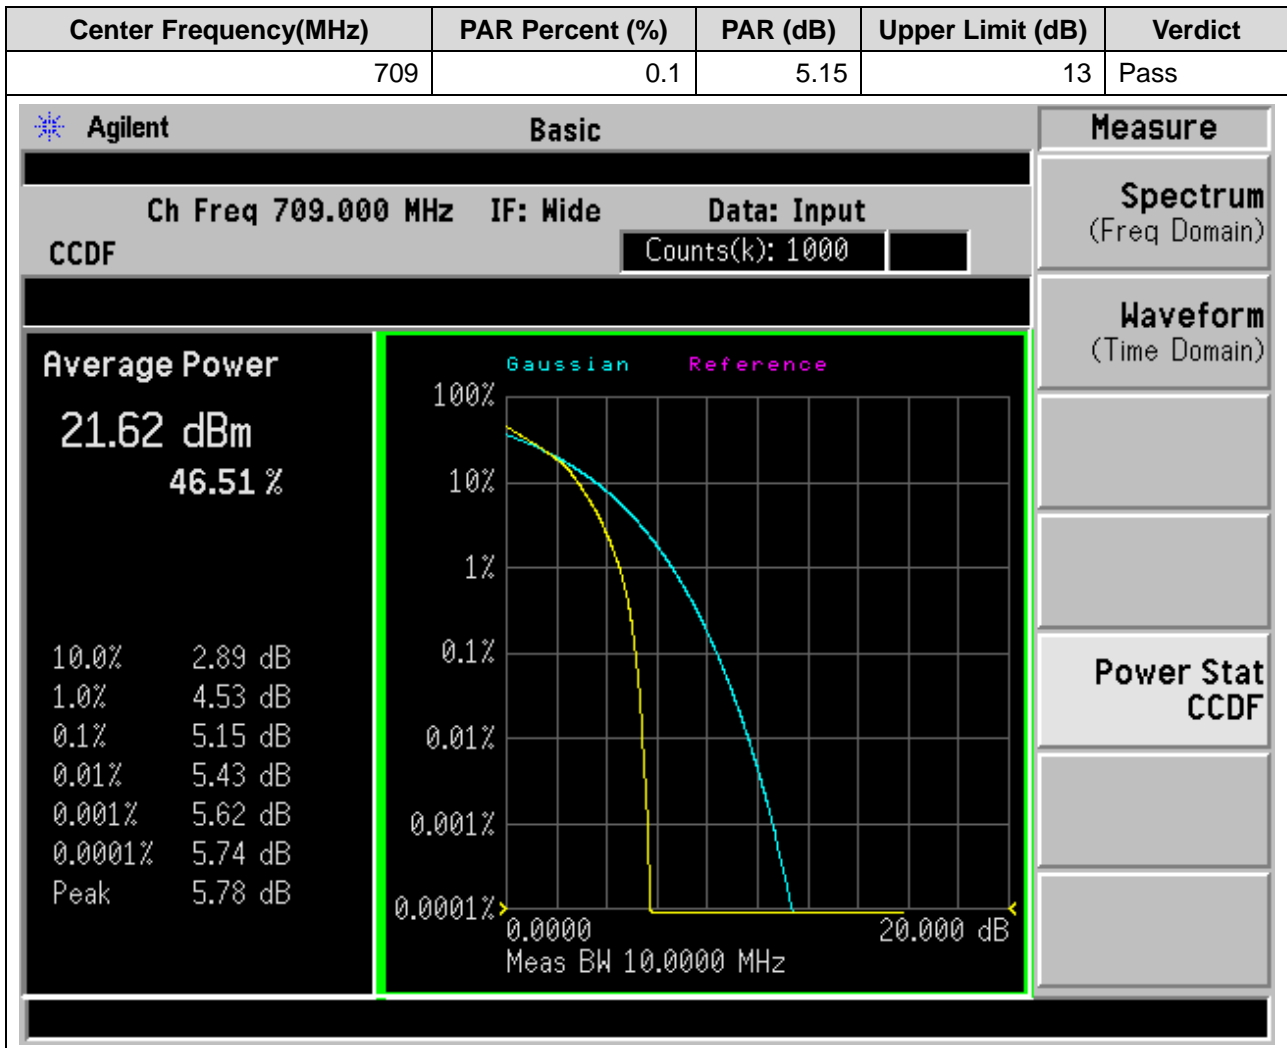 Center Frequency(MHz) PAR Percent (%) PAR (dB) Upper Limit (dB) Verdict
709 0.1 5.15 13 Pass
Agilent Basic Measure
Ch Freq 709.000 MHz IF: Wide Data: Input
CCDF Counts(k): 1000
Spectrum
(Freq Domain)
Waveform
(Time Domain)
Power Stat
CCDF
Average Power
21.62 dBm
46.51 %
10.0% 2.89 dB
1.0% 4.53 dB
0.1% 5.15 dB
0.01% 5.43 dB
0.001% 5.62 dB
0.0001% 5.74 dB
Peak 5.78 dB
Gaussian Reference
100%
10%
1%
0.1%
0.01%
0.001%
0.0001%
0.0000 20.000 dB
Meas BW 10.0000 MHz